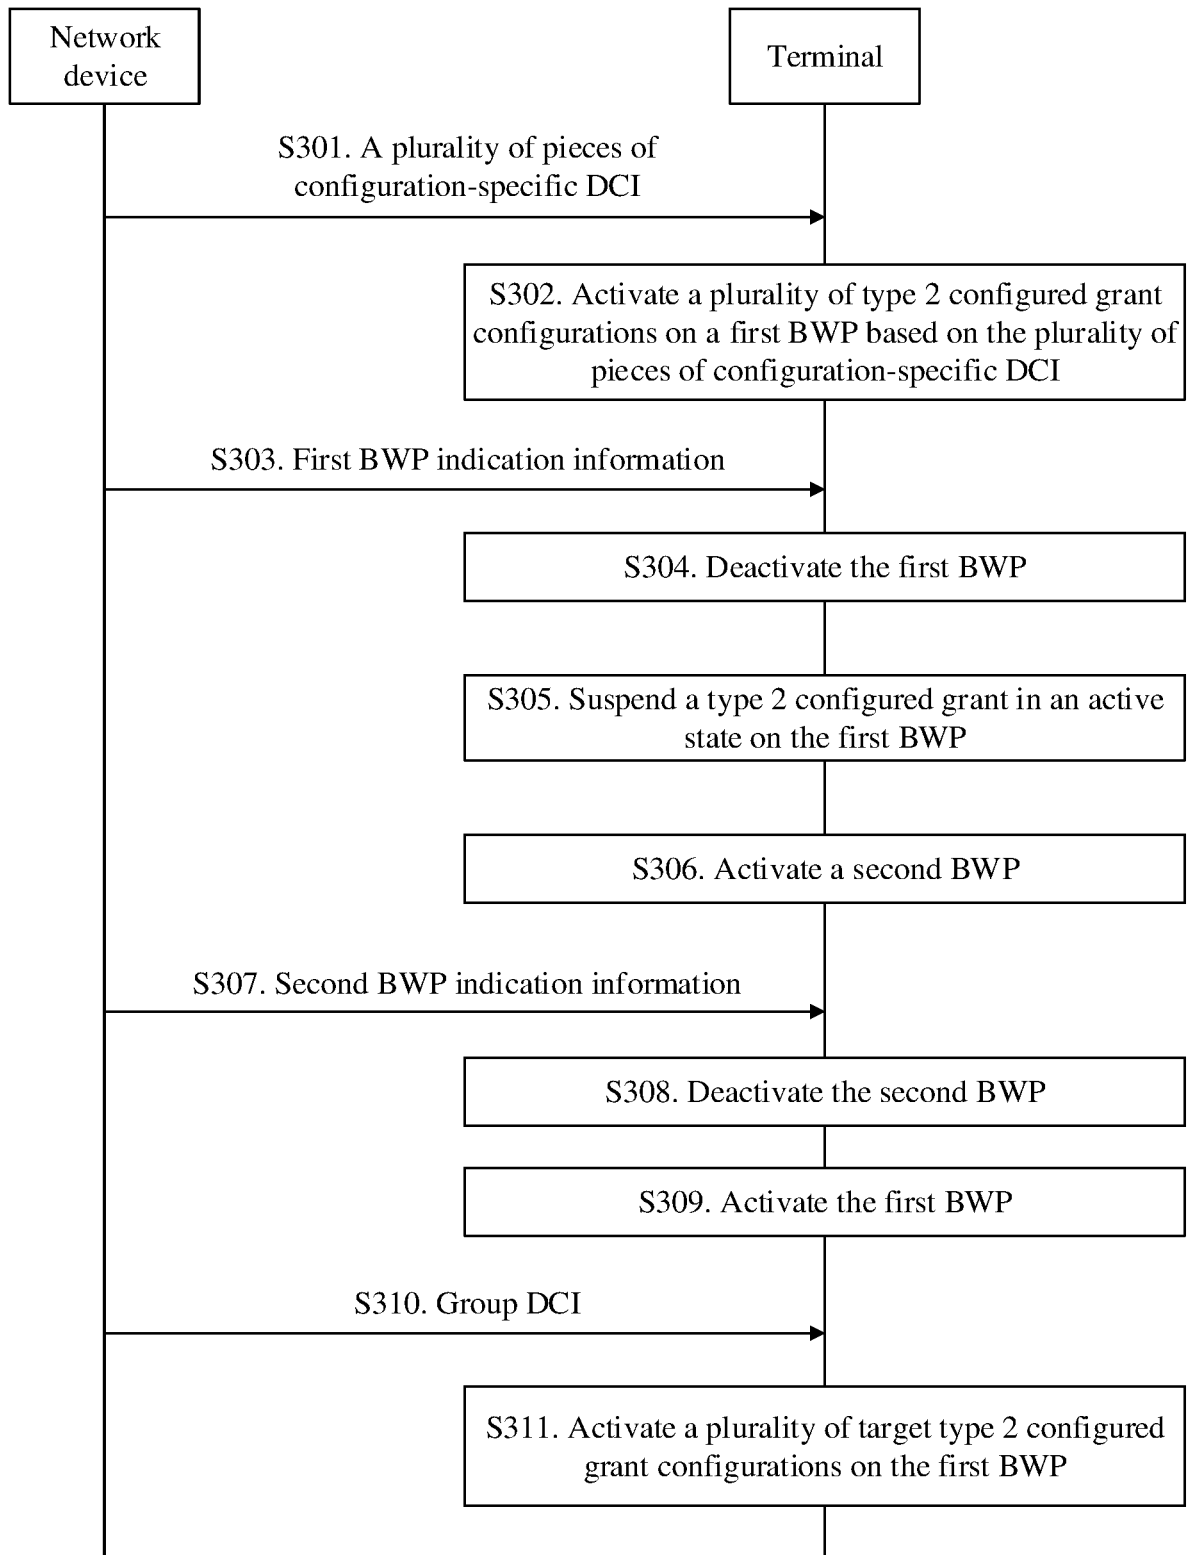 Network
device
Terminal
S301. A plurality of pieces of
configuration-specific DCI
S302. Activate a plurality of type 2 configured grant
configurations on a first BWP based on the plurality of
pieces of configuration-specific DCI
S303. First BWP indication information
S304. Deactivate the first BWP
S305. Suspend a type 2 configured grant in an active
state on the first BWP
S306. Activate a second BWP
S307. Second BWP indication information
S308. Deactivate the second BWP
S309. Activate the first BWP
S310. Group DCI
S311. Activate a plurality of target type 2 configured
grant configurations on the first BWP